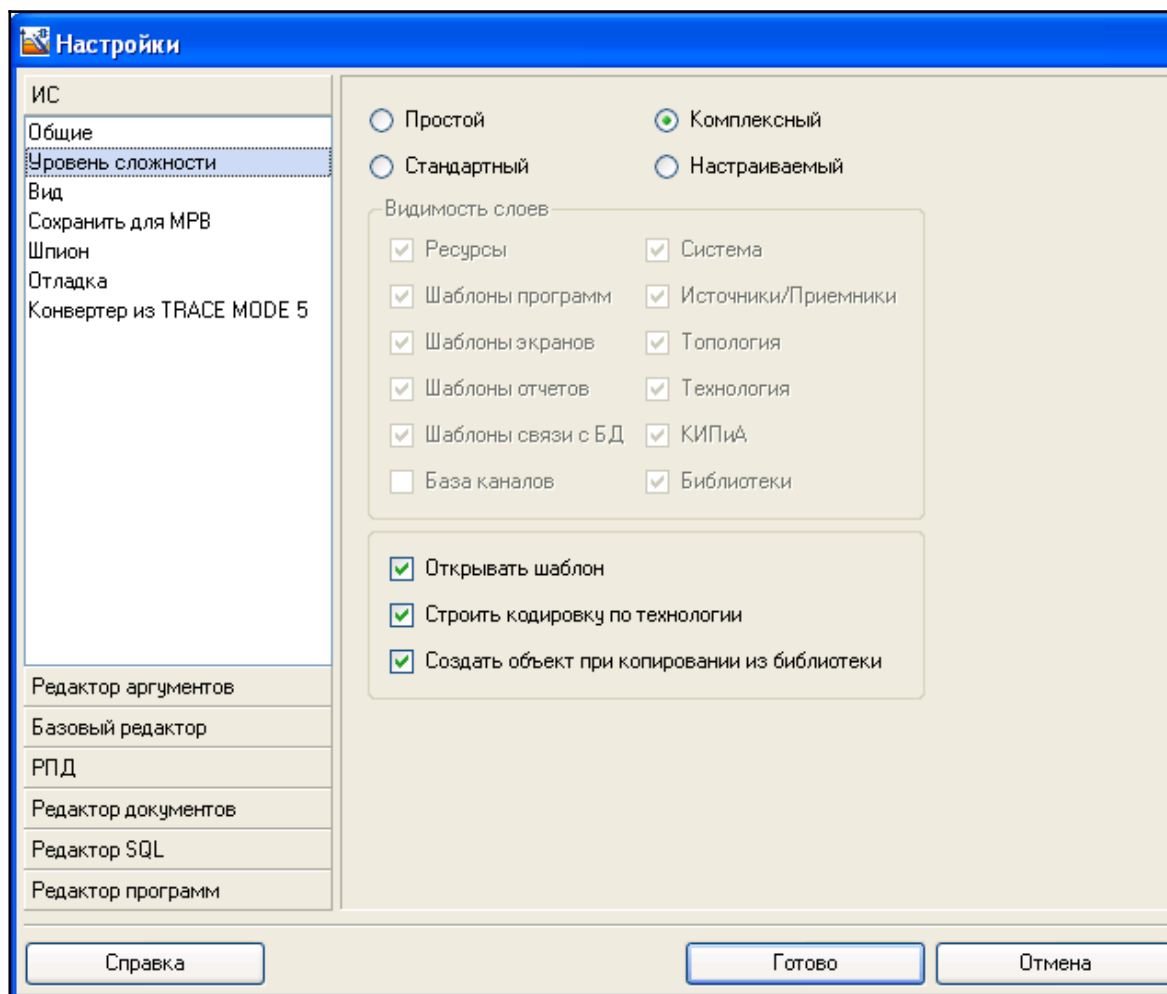 Настройки
ИС
Общие
Уровень сложности
Вид
Сохранить для МРВ
Шпион
Отладка
Конвертер из TRACE MODE 5
Редактор аргументов
Базовый редактор
РПД
Редактор документов
Редактор SQL
Редактор программ
Простой Комплексный
Стандартный Настраиваемый
Видимость слоев
Ресурсы Система
Шаблоны программ Источники/Приемники
Шаблоны экранов Топология
Шаблоны отчетов Технология
Шаблоны связи с БД КИПиА
База каналов Библиотеки
Открывать шаблон
Строить кодировку по технологии
Создать объект при копировании из библиотеки
Справка Готово Отмена